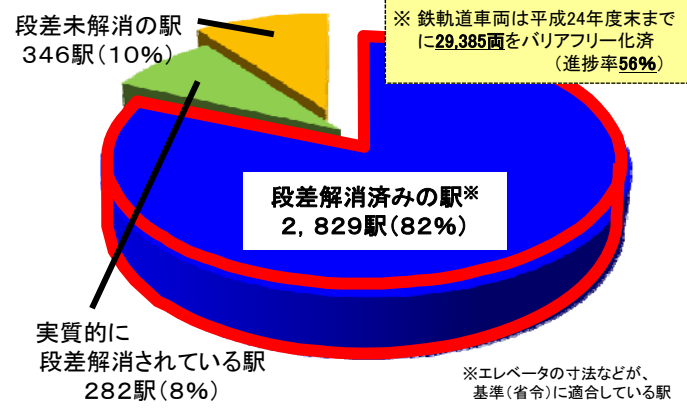 段差未解消の駅
346駅(10%)
※ 鉄軌道車両は平成24年度末まで
に29,385両をバリアフリー化済
(進捗率56%)
段差解消済みの駅※
2,829駅(82%)
実質的に
段差解消されている駅
282駅(8%)
※エレベータの寸法などが、
基準(省令)に適合している駅